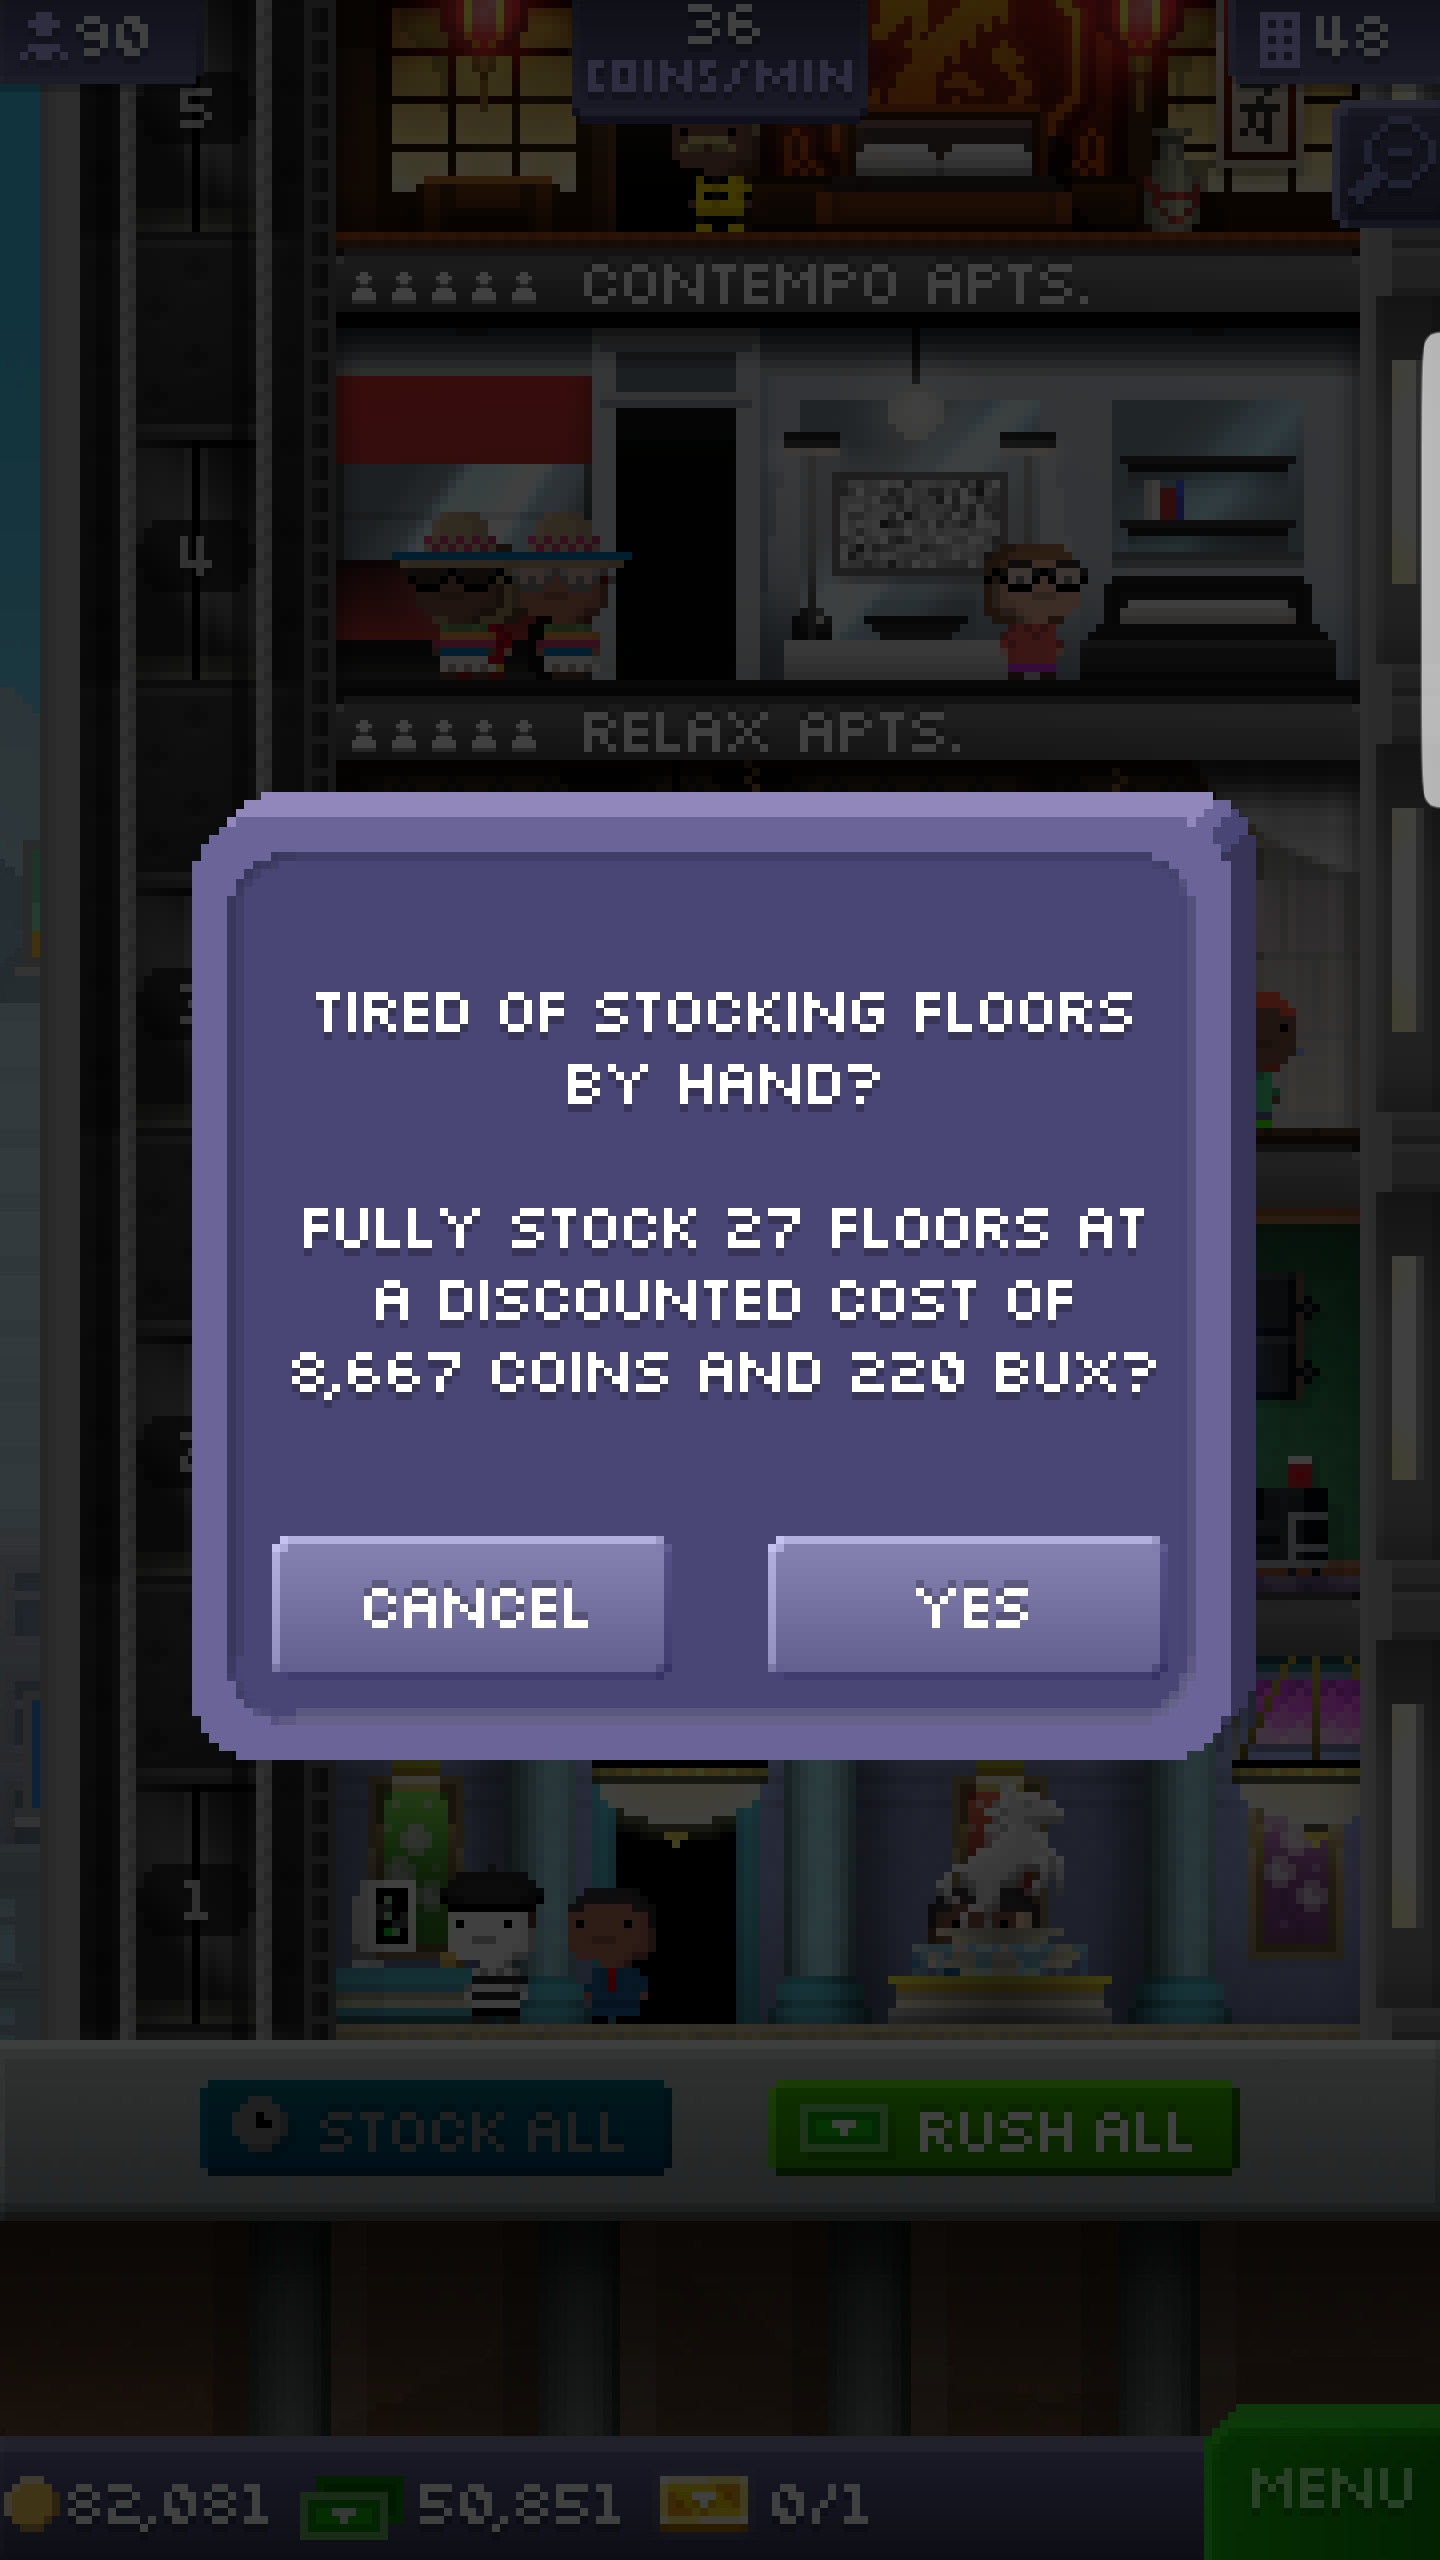 90
36
COINS/MIN
48
5
CONTEMPO APTS.
4
RELAX APTS.
TIRED OF STOCKING FLOORS
BY HAND?
FULLY STOCK 27 FLOORS AT
A DISCOUNTED COST OF
8,667 COINS AND 220 BUX?
CANCEL
YES
1
STOCK ALL
RUSH ALL
82,081
50,851
0/1
MENU